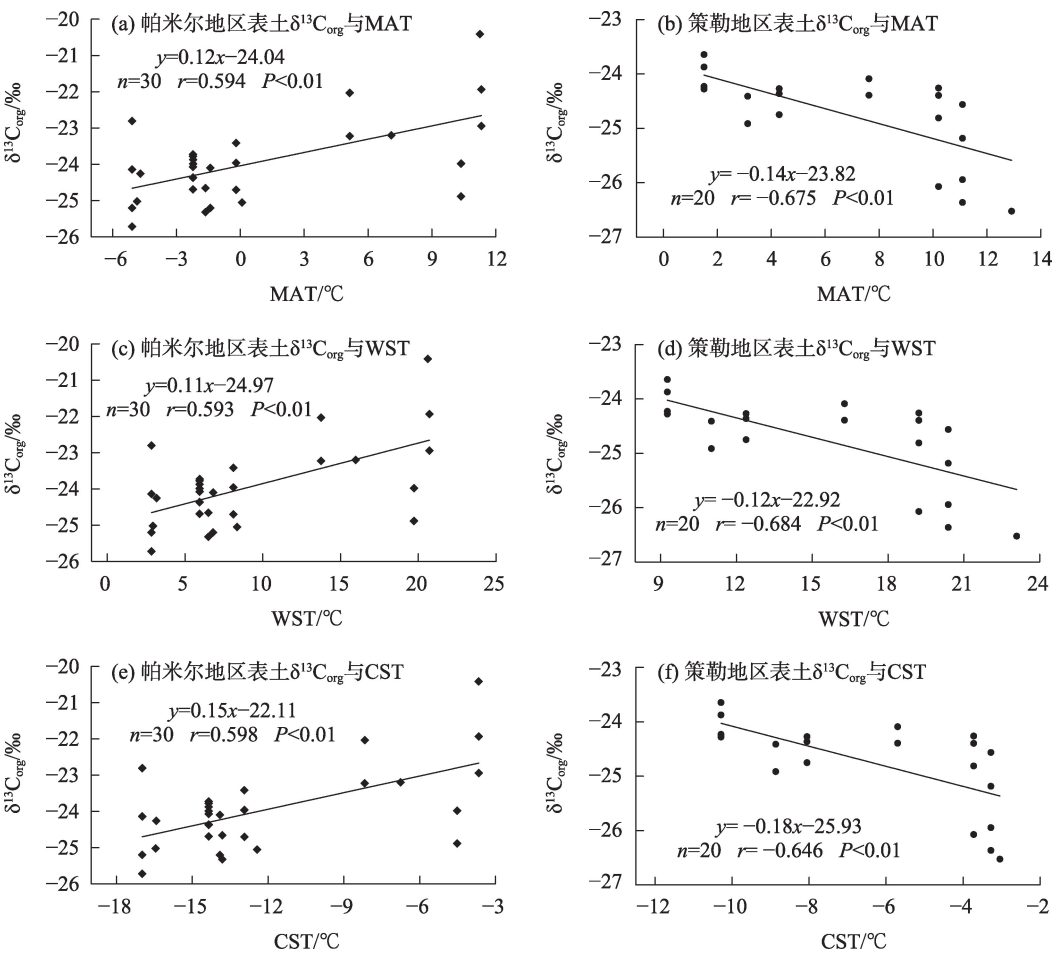 (a) 帕米尔地区表土δ¹³Corg与MAT
y=0.12x−24.04
n=30 r=0.594 P<0.01
−20
−21
−22
−23
−24
−25
−26
δ¹³Corg/‰
−6 −3 0 3 6 9 12
MAT/℃
(b) 策勒地区表土δ¹³Corg与MAT
y= −0.14x−23.82
n=20 r= −0.675 P<0.01
−23
−24
−25
−26
−27
δ¹³Corg/‰
0 2 4 6 8 10 12 14
MAT/℃
(c) 帕米尔地区表土δ¹³Corg与WST
y=0.11x−24.97
n=30 r=0.593 P<0.01
−20
−21
−22
−23
−24
−25
−26
δ¹³Corg/‰
0 5 10 15 20 25
WST/℃
(d) 策勒地区表土δ¹³Corg与WST
y= −0.12x−22.92
n=20 r= −0.684 P<0.01
−23
−24
−25
−26
−27
δ¹³Corg/‰
9 12 15 18 21 24
WST/℃
(e) 帕米尔地区表土δ¹³Corg与CST
y=0.15x−22.11
n=30 r=0.598 P<0.01
−20
−21
−22
−23
−24
−25
−26
δ¹³Corg/‰
−18 −15 −12 −9 −6 −3
CST/℃
(f) 策勒地区表土δ¹³Corg与CST
y= −0.18x−25.93
n=20 r= −0.646 P<0.01
−23
−24
−25
−26
−27
δ¹³Corg/‰
−12 −10 −8 −6 −4 −2
CST/℃